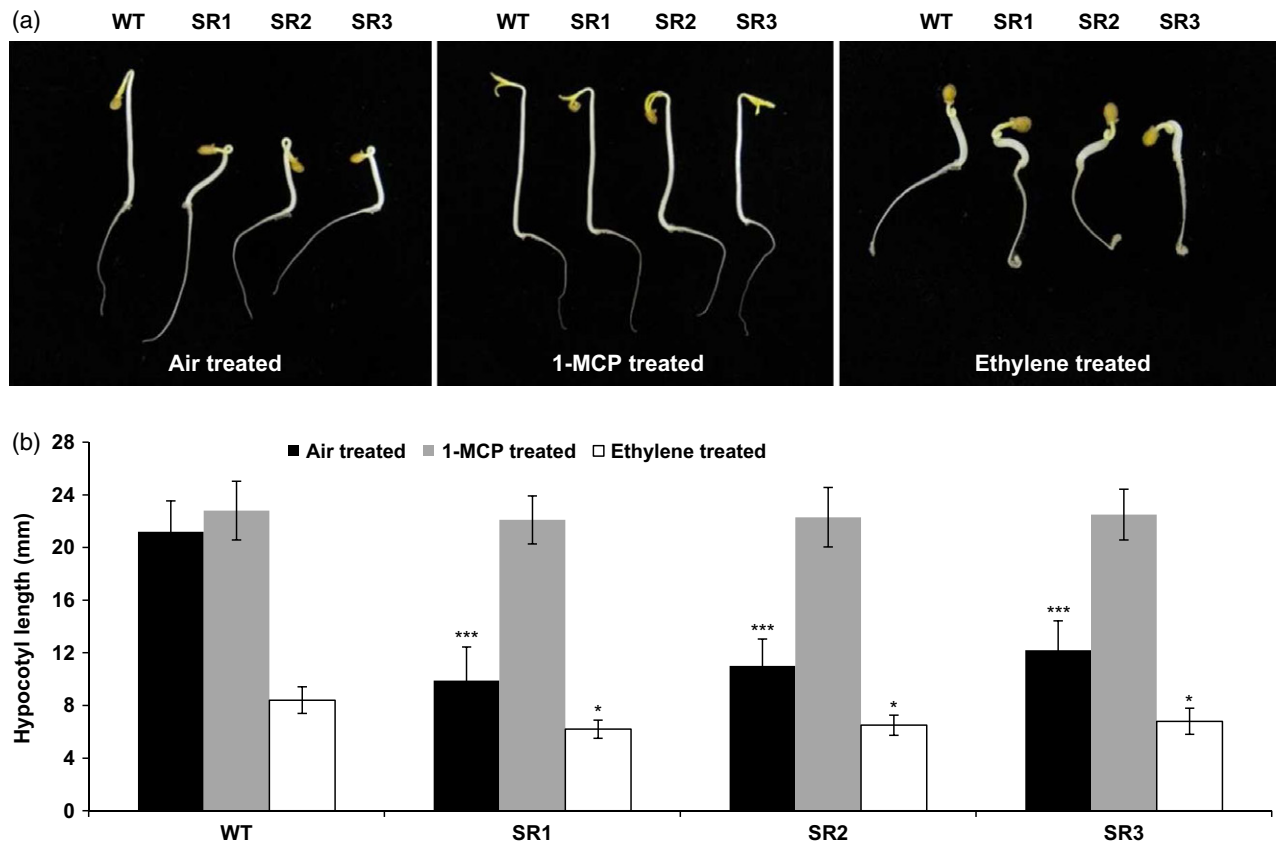 (a) WT SR1 SR2 SR3 WT SR1 SR2 SR3 WT SR1 SR2 SR3
Air treated 1-MCP treated Ethylene treated
(b)
28
Air treated 1-MCP treated Ethylene treated
24
20
16
12
8
4
0
Hypocotyl length (mm)
*** * *** * *** *
WT SR1 SR2 SR3